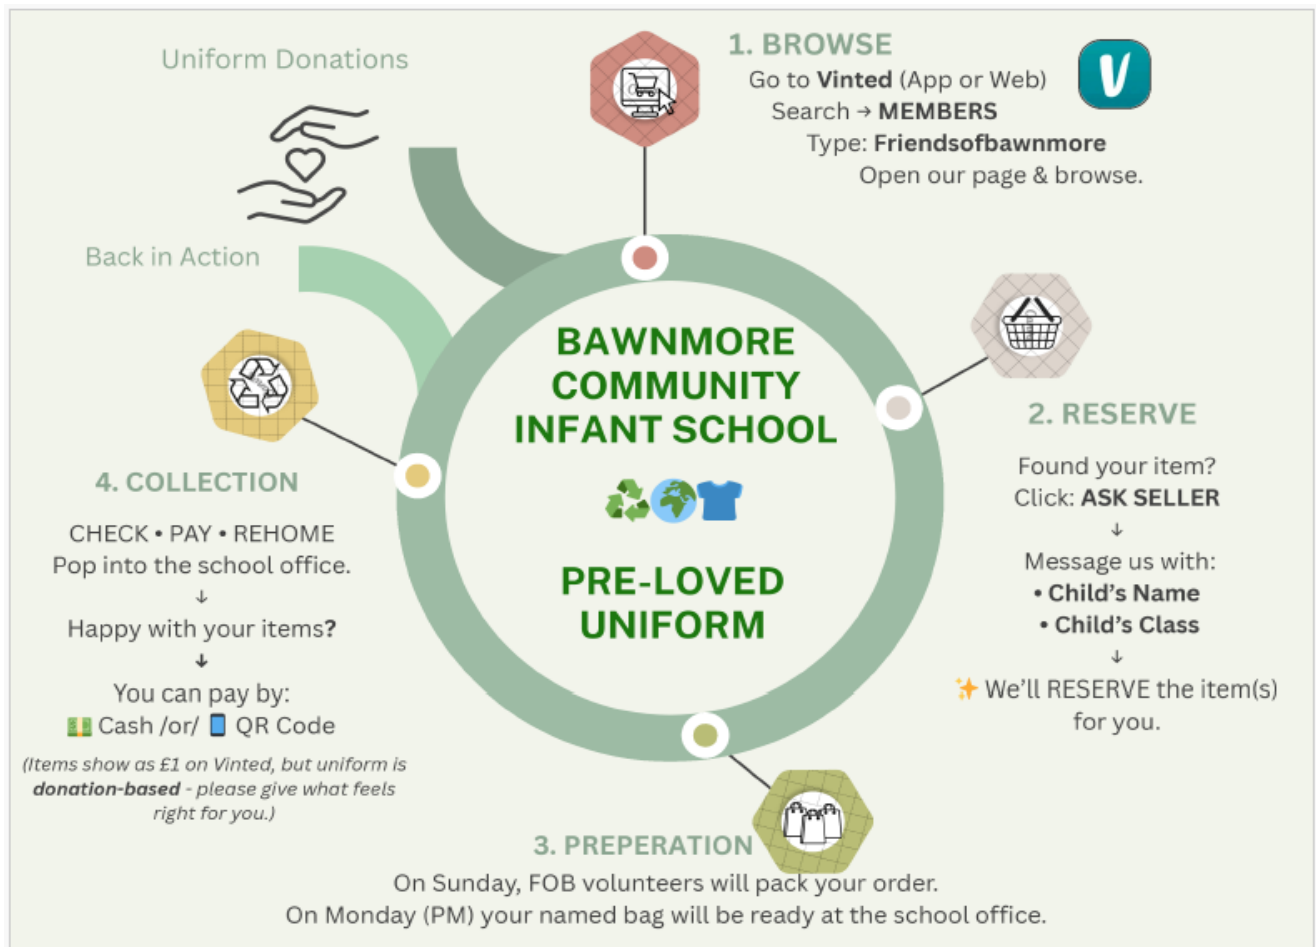 Uniform Donations
Back in Action
1. BROWSE
Go to Vinted (App or Web)
Search → MEMBERS
Type: Friendsofbawnmore
Open our page & browse.
V
BAWNMORE
COMMUNITY
INFANT SCHOOL
PRE-LOVED
UNIFORM
2. RESERVE
Found your item?
Click: ASK SELLER
↓
Message us with:
• Child's Name
• Child's Class
↓
✨ We'll RESERVE the item(s)
for you.
3. PREPERATION
On Sunday, FOB volunteers will pack your order.
On Monday (PM) your named bag will be ready at the school office.
4. COLLECTION
CHECK • PAY • REHOME
Pop into the school office.
↓
Happy with your items?
↓
You can pay by:
💵 Cash /or/ 📱 QR Code
(Items show as £1 on Vinted, but uniform is
donation-based - please give what feels
right for you.)